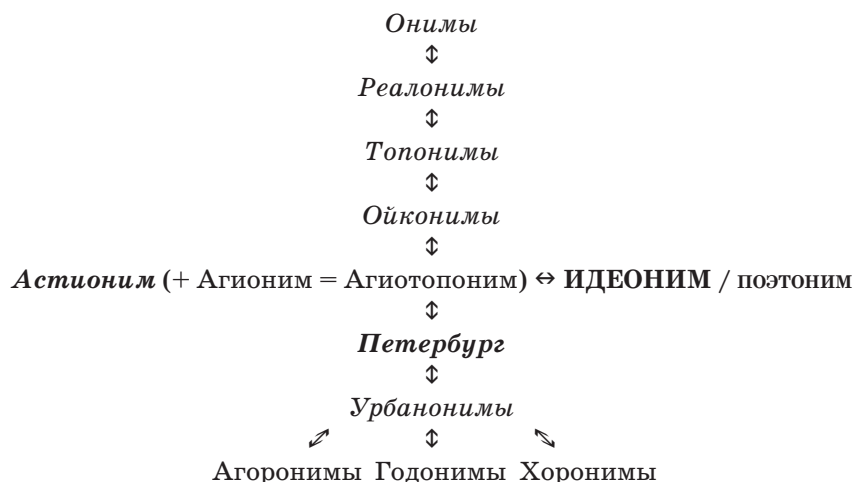 Онимы
⇕
Реалонимы
⇕
Топонимы
⇕
Ойконимы
⇕
Астионим (+ Агионим = Агиотопоним) ⇔ ИДЕОНИМ / поэтоним
⇕
Петербург
⇕
Урбанонимы
⇗ ⇕ ⇖
Агоронимы Годонимы Хоронимы